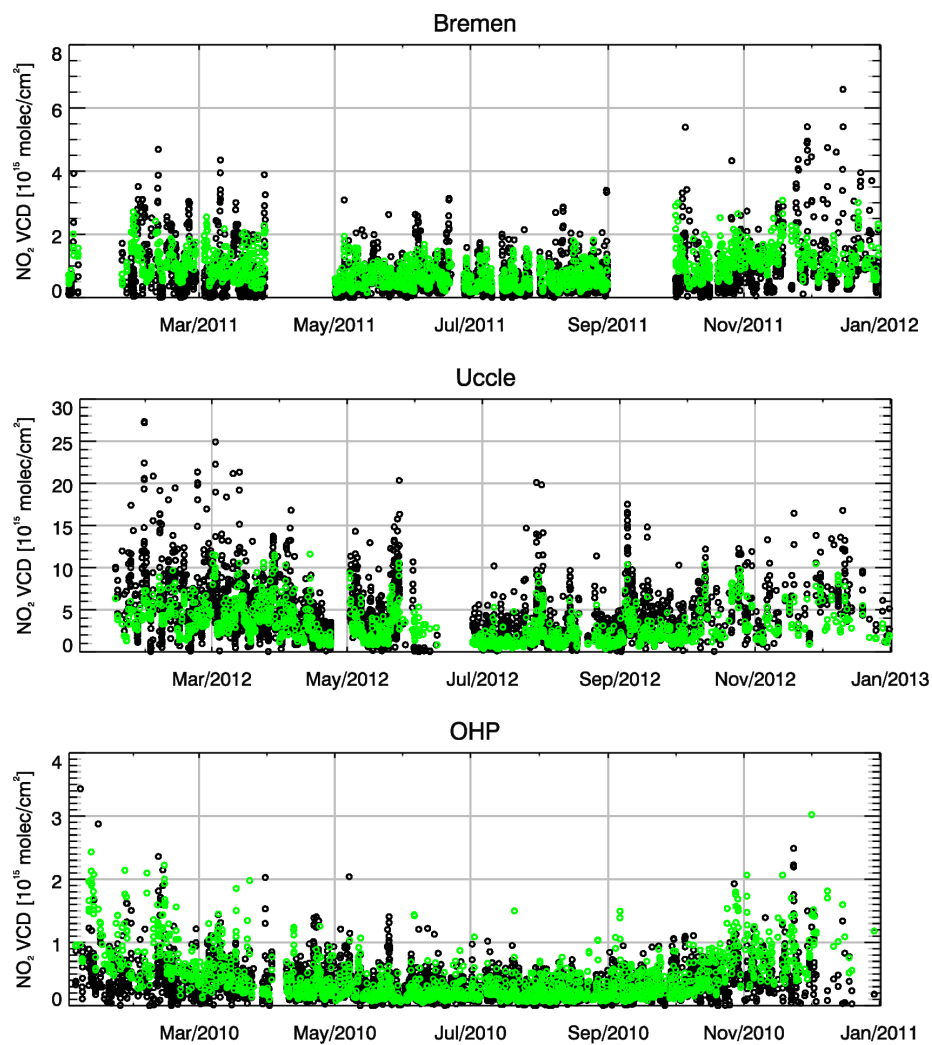 Bremen
NO₂ VCD [10¹⁵ molec/cm²]
8
6
4
2
0
Mar/2011 May/2011 Jul/2011 Sep/2011 Nov/2011 Jan/2012
Uccle
NO₂ VCD [10¹⁵ molec/cm²]
30
25
20
15
10
5
0
Mar/2012 May/2012 Jul/2012 Sep/2012 Nov/2012 Jan/2013
OHP
NO₂ VCD [10¹⁵ molec/cm²]
4
3
2
1
0
Mar/2010 May/2010 Jul/2010 Sep/2010 Nov/2010 Jan/2011